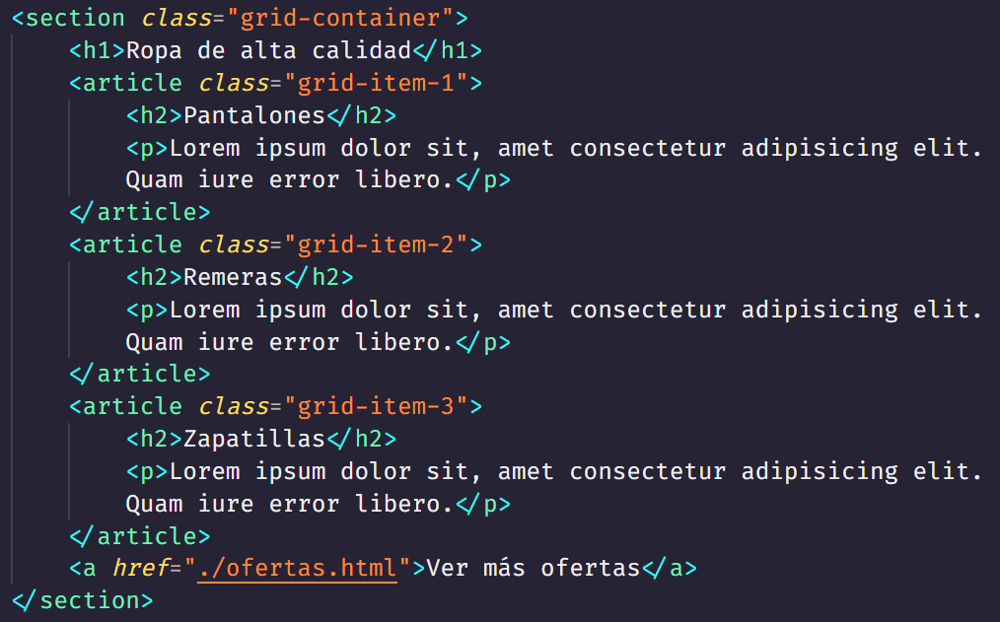 <section class="grid-container">
<h1>Ropa de alta calidad</h1>
<article class="grid-item-1">
<h2>Pantalones</h2>
<p>Lorem ipsum dolor sit, amet consectetur adipisicing elit.
Quam iure error libero.</p>
</article>
<article class="grid-item-2">
<h2>Remeras</h2>
<p>Lorem ipsum dolor sit, amet consectetur adipisicing elit.
Quam iure error libero.</p>
</article>
<article class="grid-item-3">
<h2>Zapatillas</h2>
<p>Lorem ipsum dolor sit, amet consectetur adipisicing elit.
Quam iure error libero.</p>
</article>
<a href="./ofertas.html">Ver más ofertas</a>
</section>